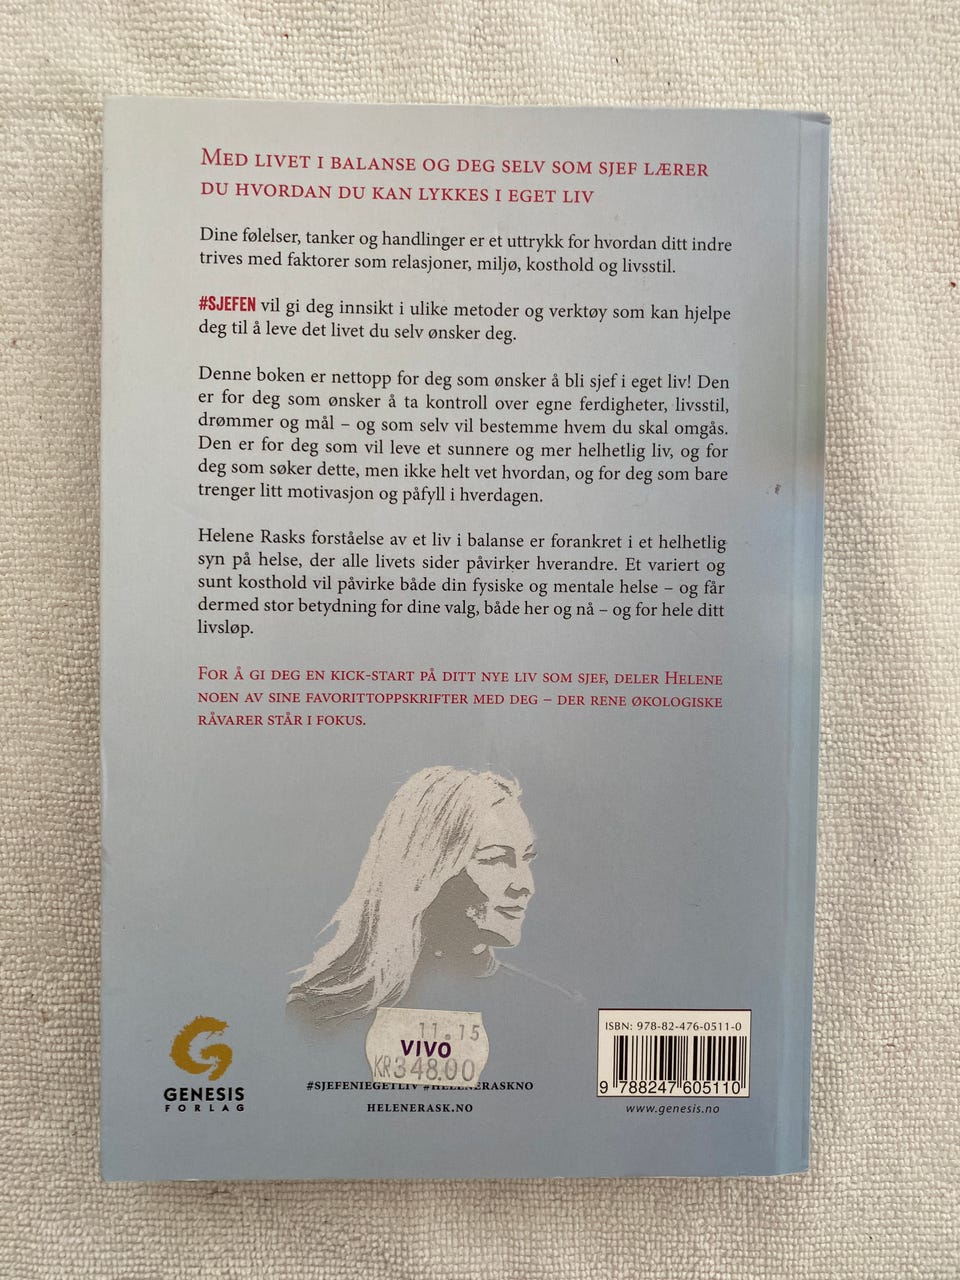 Med livet i balanse og deg selv som sjef lærer
du hvordan du kan lykkes i eget liv
Dine følelser, tanker og handlinger er et uttrykk for hvordan ditt indre
trives med faktorer som relasjoner, miljø, kosthold og livsstil.
#SJEFEN vil gi deg innsikt i ulike metoder og verktøy som kan hjelpe
deg til å leve det livet du selv ønsker deg.
Denne boken er nettopp for deg som ønsker å bli sjef i eget liv! Den
er for deg som ønsker å ta kontroll over egne ferdigheter, livsstil,
drømmer og mål – og som selv vil bestemme hvem du skal omgås.
Den er for deg som vil leve et sunnere og mer helhetlig liv, og for
deg som søker dette, men ikke helt vet hvordan, og for deg som bare
trenger litt motivasjon og påfyll i hverdagen.
Helene Rasks forståelse av et liv i balanse er forankret i et helhetlig
syn på helse, der alle livets sider påvirker hverandre. Et variert og
sunt kosthold vil påvirke både din fysiske og mentale helse – og får
dermed stor betydning for dine valg, både her og nå – og for hele ditt
livsløp.
For å gi deg en kick-start på ditt nye liv som sjef, deler Helene
noen av sine favorittoppskrifter med deg – der rene økologiske
råvarer står i fokus.
11.15
VIVO
KR348.00
#SJEFENIEGETLIV #HELENERASKNO
HELENERASK.NO
GENESIS
FORLAG
ISBN: 978-82-476-0511-0
9 788247 605110
www.genesis.no